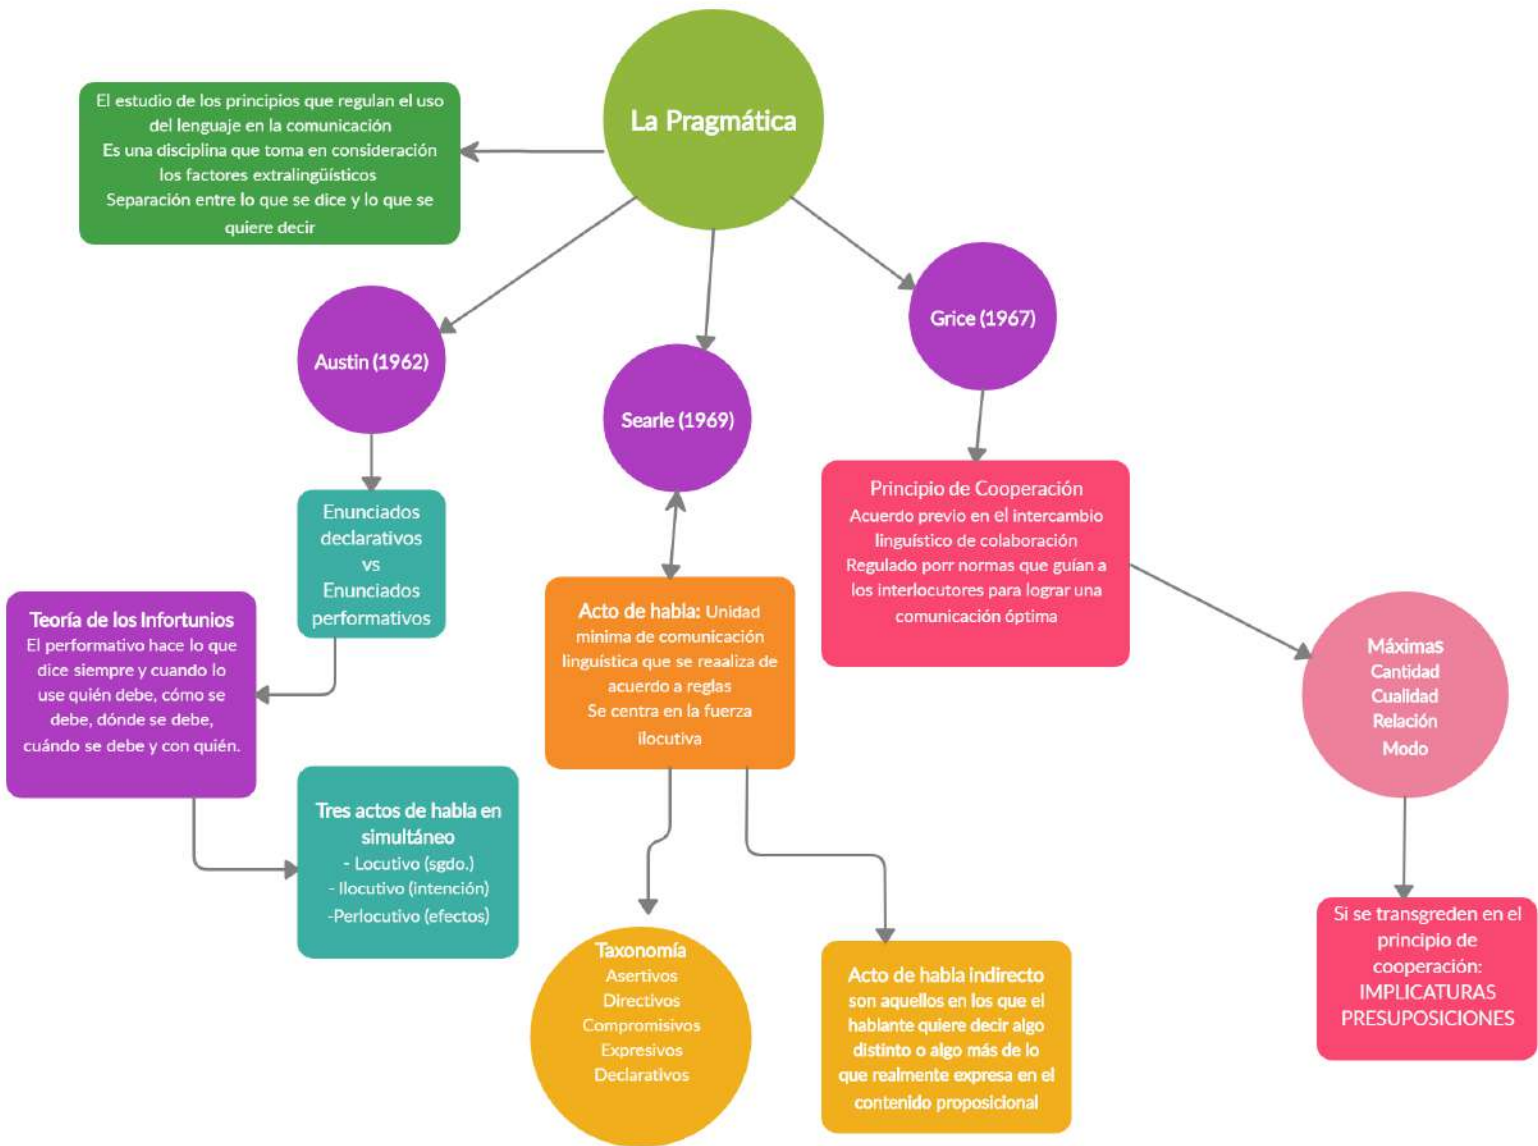 La Pragmática
El estudio de los principios que regulan el uso
del lenguaje en la comunicación
Es una disciplina que toma en consideración
los factores extralingüísticos
Separación entre lo que se dice y lo que se
quiere decir
Austin (1962)
Enunciados
declarativos
vs
Enunciados
performativos
Teoría de los Infortunios
El performativo hace lo que
dice siempre y cuando lo
use quién debe, cómo se
debe, dónde se debe,
cuándo se debe y con quién.
Tres actos de habla en
simultáneo
- Locutivo (sgdo.)
- Ilocutivo (intención)
-Perlocutivo (efectos)
Searle (1969)
Acto de habla: Unidad
mínima de comunicación
linguística que se reaaliza de
acuerdo a reglas
Se centra en la fuerza
ilocutiva
Taxonomía
Asertivos
Directivos
Compromisivos
Expresivos
Declarativos
Acto de habla indirecto
son aquellos en los que el
hablante quiere decir algo
distinto o algo más de lo
que realmente expresa en el
contenido proposicional
Grice (1967)
Principio de Cooperación
Acuerdo previo en el intercambio
linguístico de colaboración
Regulado porr normas que guían a
los interlocutores para lograr una
comunicación óptima
Máximas
Cantidad
Cualidad
Relación
Modo
Si se transgreden en el
principio de
cooperación:
IMPLICATURAS
PRESUPOSICIONES